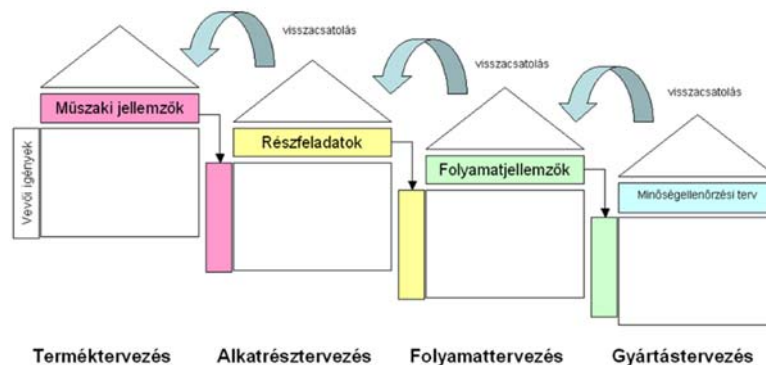 visszacsatolás
visszacsatolás
visszacsatolás
Műszaki jellemzők
Részfeladatok
Folyamatjellemzők
Minőségellenőrzési terv
Vevői igények
Terméktervezés
Alkatrésztervezés
Folyamattervezés
Gyártástervezés